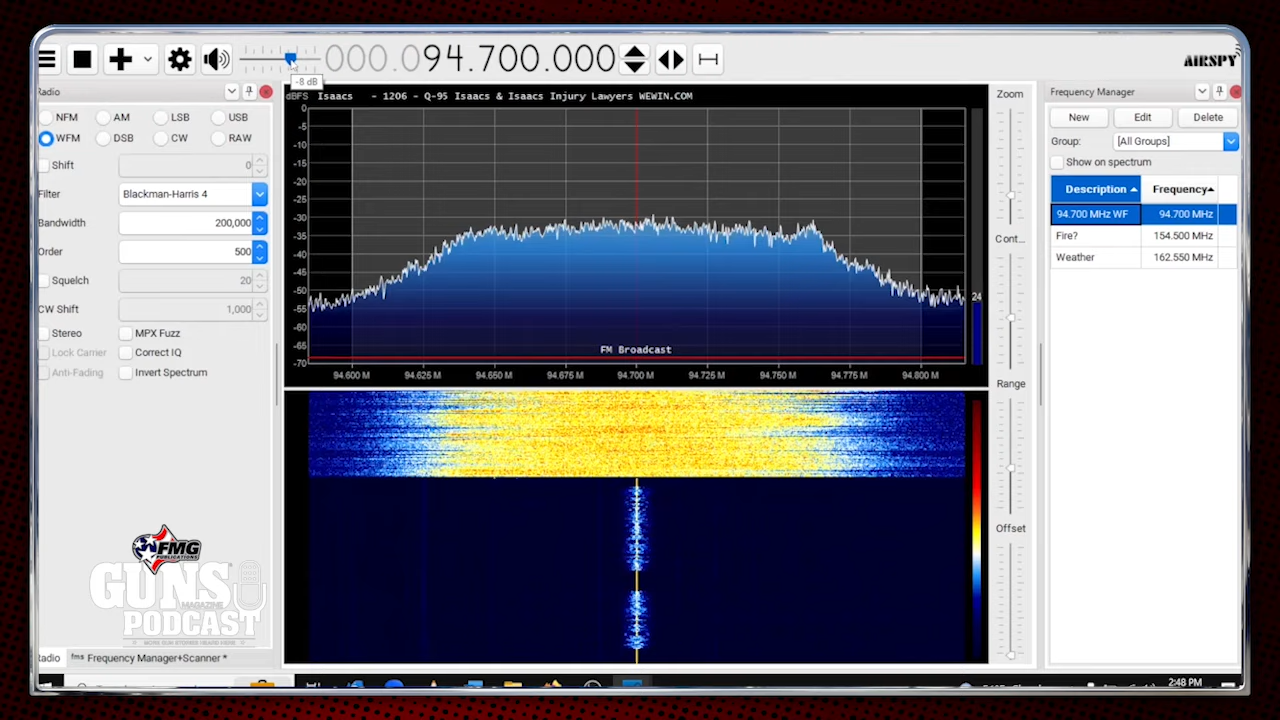 000.094.700.000
AIRSPY
-8 dB
Radio
NFM AM LSB USB
WFM DSB CW RAW
Shift 0
Filter Blackman-Harris 4
Bandwidth 200,000
Order 500
Squelch 20
CW Shift 1,000
Stereo MPX Fuzz
Lock Carrier Correct IQ
Anti-Fading Invert Spectrum
dBFS Isaacs - 1206 - Q-95 Isaacs & Isaacs Injury Lawyers WEWIN.COM
0
-5
-10
-15
-20
-25
-30
-35
-40
-45
-50
-55
-60
-65
-70
24
FM Broadcast
94.600 M 94.625 M 94.650 M 94.675 M 94.700 M 94.725 M 94.750 M 94.775 M 94.800 M
Zoom
Cont...
Range
Offset
Frequency Manager
New Edit Delete
Group: [All Groups]
Show on spectrum
Description Frequency
94.700 MHz WF 94.700 MHz
Fire? 154.500 MHz
Weather 162.550 MHz
FMG
PUBLICATIONS
GUNS
MAGAZINE
PODCAST
Radio fms Frequency Manager+Scanner *
2:48 PM